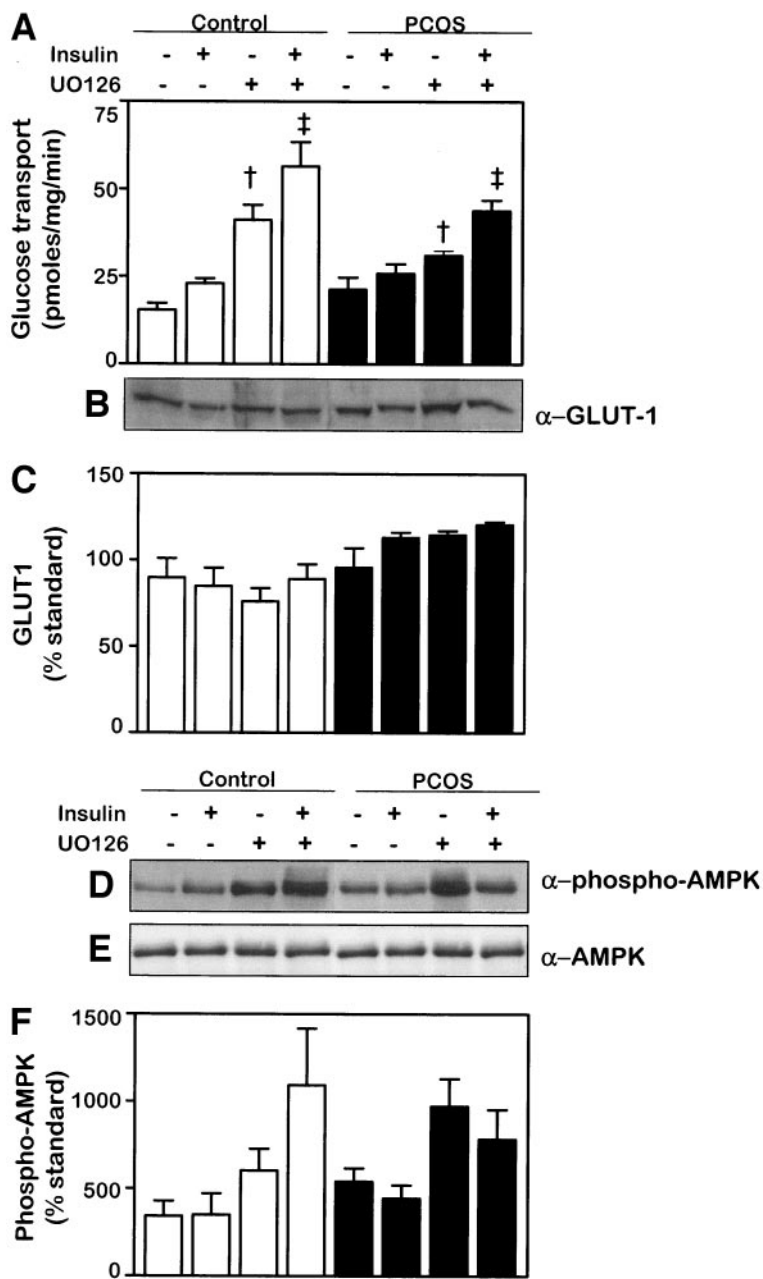 A
Control PCOS
Insulin - + - + - + - +
UO126 - - + + - - + +
Glucose transport
(pmoles/mg/min)
75
50
25
0
† ‡ † ‡
B α–GLUT-1
C
GLUT1
(% standard)
150
100
50
0
Control PCOS
Insulin - + - + - + - +
UO126 - - + + - - + +
D α–phospho-AMPK
E α–AMPK
F
Phospho-AMPK
(% standard)
1500
1000
500
0